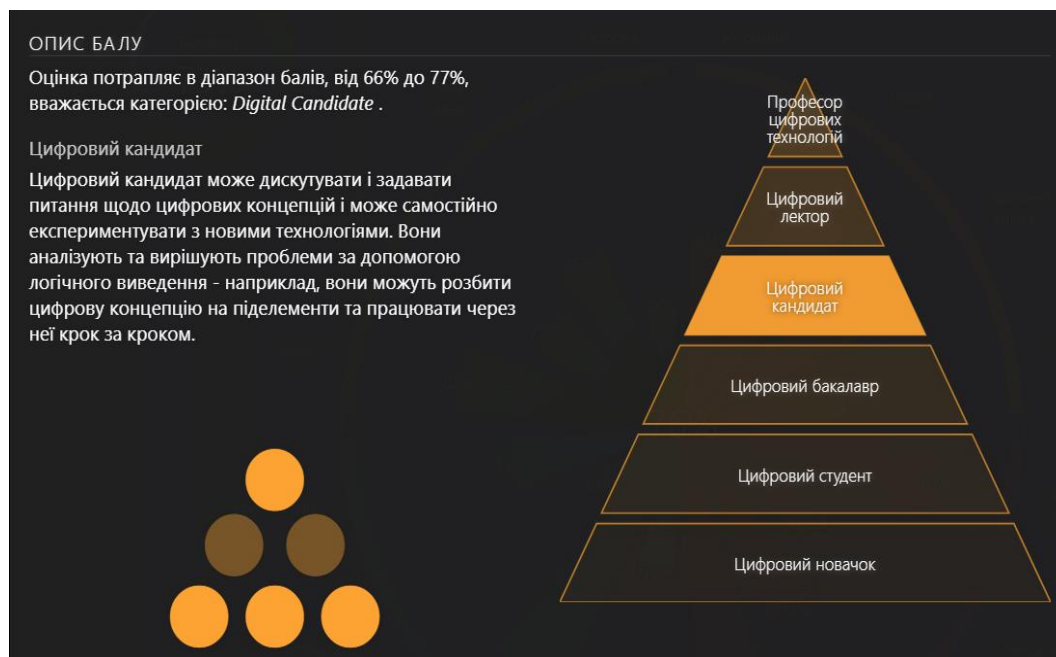 ОПИС БАЛУ
Оцінка потрапляє в діапазон балів, від 66% до 77%,
вважається категорією: Digital Candidate .
Цифровий кандидат
Цифровий кандидат може дискутувати і задавати
питання щодо цифрових концепцій і може самостійно
експериментувати з новими технологіями. Вони
аналізують та вирішують проблеми за допомогою
логічного виведення - наприклад, вони можуть розбити
цифрову концепцію на піделементи та працювати через
неї крок за кроком.
Професор
цифрових
технологій
Цифровий
лектор
Цифровий
кандидат
Цифровий бакалавр
Цифровий студент
Цифровий новачок